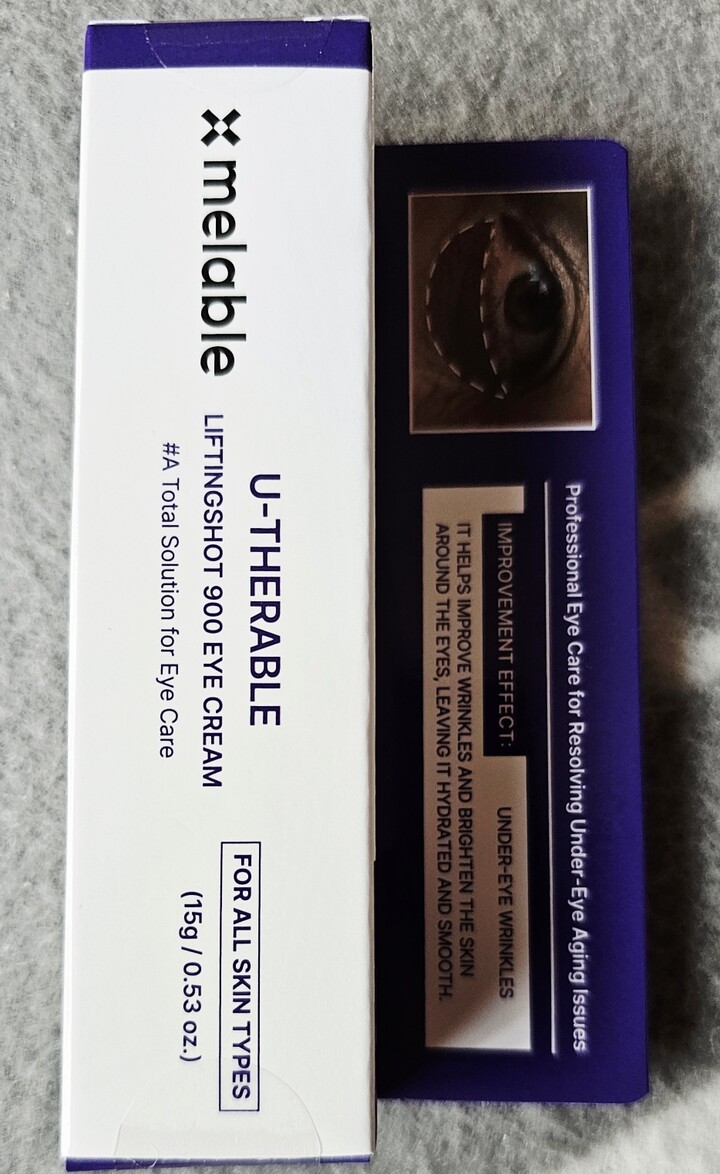 melable
U-THERABLE
LIFTINGSHOT 900 EYE CREAM
#A Total Solution for Eye Care
FOR ALL SKIN TYPES
(15g / 0.53 oz.)
Professional Eye Care for Resolving Under-Eye Aging Issues
IMPROVEMENT EFFECT: UNDER-EYE WRINKLES
IT HELPS IMPROVE WRINKLES AND BRIGHTEN THE SKIN
AROUND THE EYES, LEAVING IT HYDRATED AND SMOOTH.